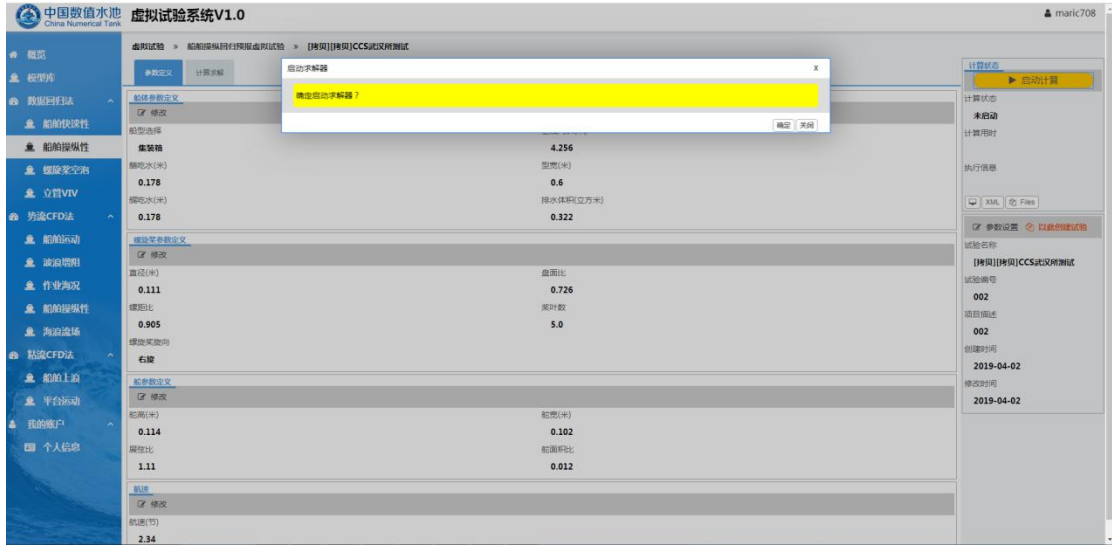 中国数值水池 虚拟试验系统V1.0
China Numerical Tank
maric708
虚拟试验 » 船舶操纵回归预报虚拟试验 » [拷贝][拷贝]CCS武汉所测试
概览
模型库
数据回归法
船舶快速性
船舶操纵性
螺旋桨空泡
立管VIV
势流CFD法
船舶运动
波浪增阻
作业海况
船舶操纵性
海浪流场
粘流CFD法
船舶上浪
平台运动
我的账户
个人信息
参数定义 计算求解
启动求解器 X
确定启动求解器？
确定 关闭
船体参数定义
修改
船型选择
集装箱 4.256
艏吃水(米) 型宽(米)
0.178 0.6
艉吃水(米) 排水体积(立方米)
0.178 0.322
螺旋桨参数定义
修改
直径(米) 盘面比
0.111 0.726
螺距比 桨叶数
0.905 5.0
螺旋桨旋向
右旋
舵参数定义
修改
舵高(米) 舵宽(米)
0.114 0.102
展弦比 舵面积比
1.11 0.012
航速
修改
航速(节)
2.34
计算状态
启动计算
计算状态
未启动
计算用时
执行信息
XML Files
参数设置 以此创建试验
试验名称
[拷贝][拷贝]CCS武汉所测试
试验编号
002
项目描述
002
创建时间
2019-04-02
修改时间
2019-04-02